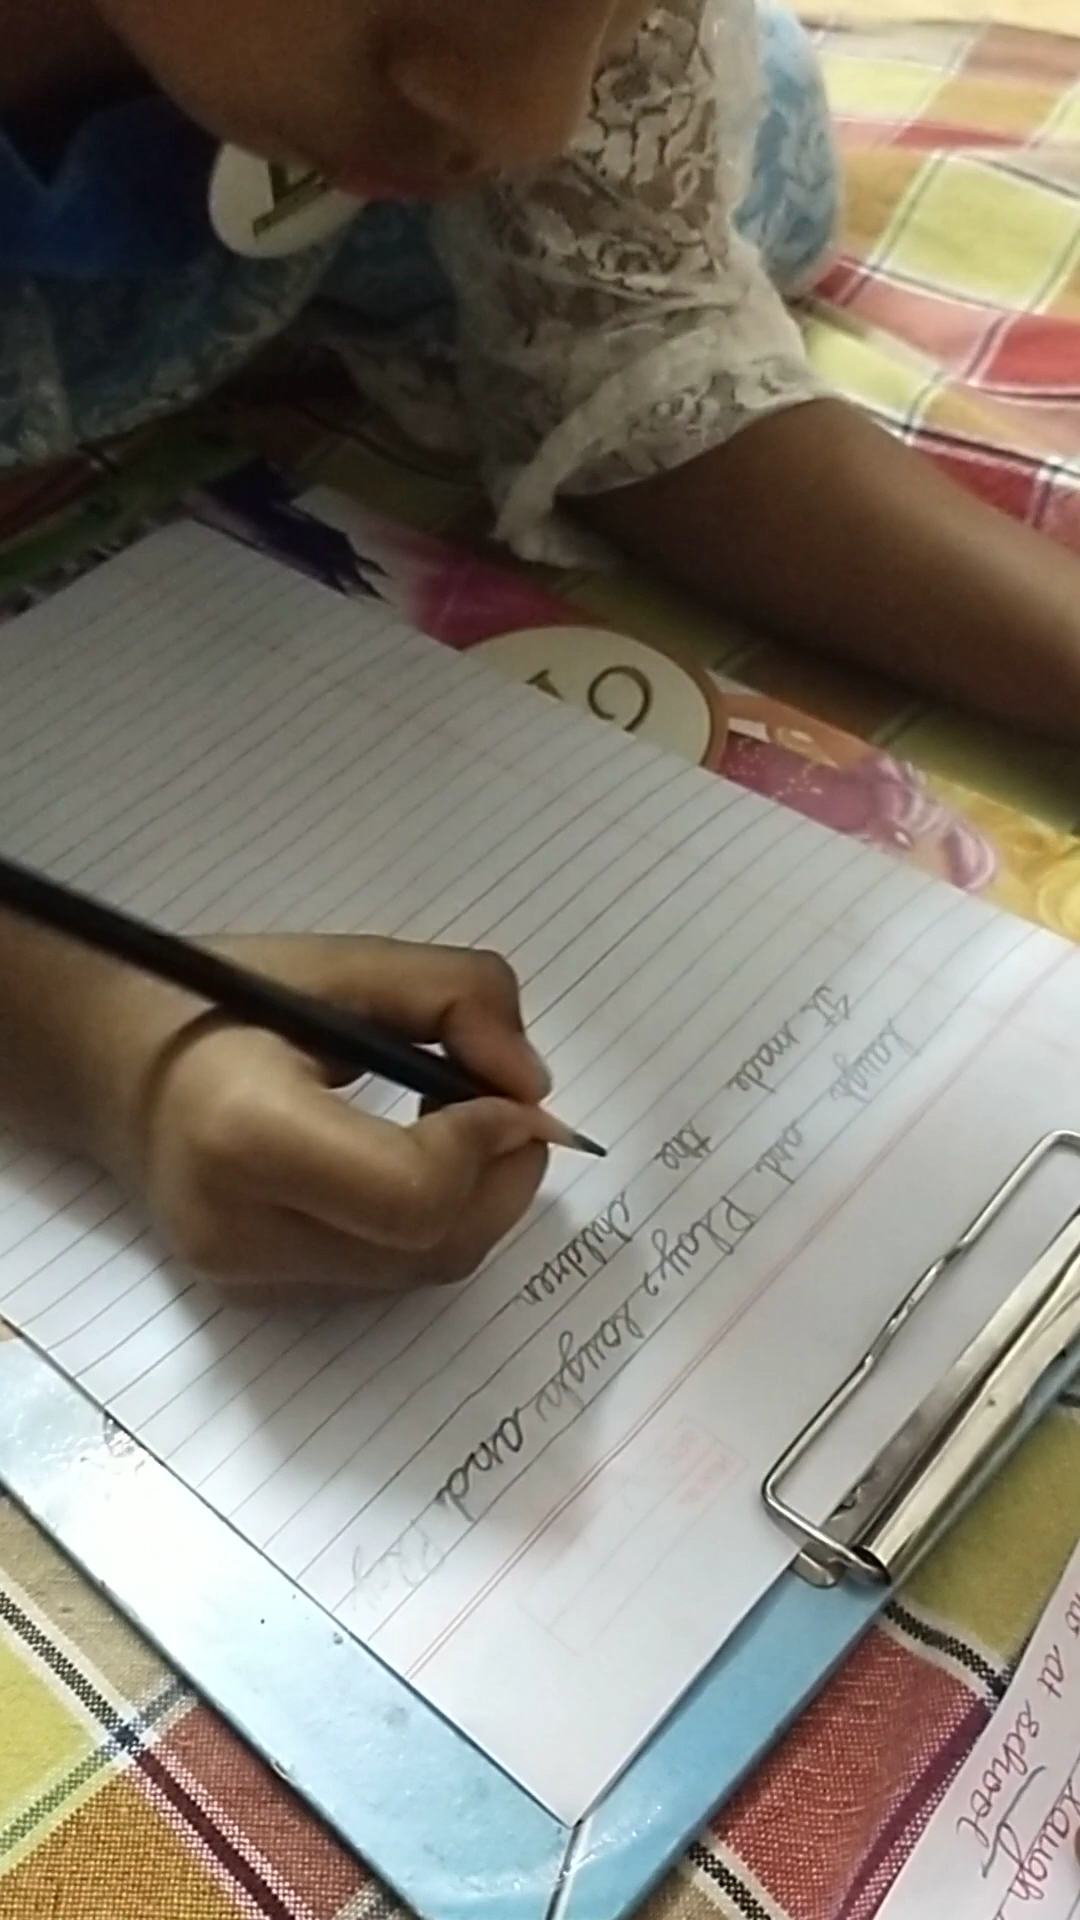 Laugh and Play, Laugh and Play
It made the children
at school
Laugh